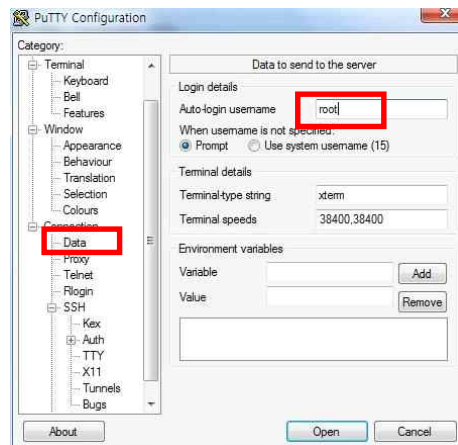 PuTTY Configuration
Category:
Terminal
Keyboard
Bell
Features
Window
Appearance
Behaviour
Translation
Selection
Colours
Connection
Data
Proxy
Telnet
Rlogin
SSH
Kex
Auth
TTY
X11
Tunnels
Bugs
Data to send to the server
Login details
Auto-login username
root
When username is not specified:
Prompt
Use system username (15)
Terminal details
Terminal-type string
xterm
Terminal speeds
38400,38400
Environment variables
Variable
Add
Value
Remove
About
Open
Cancel